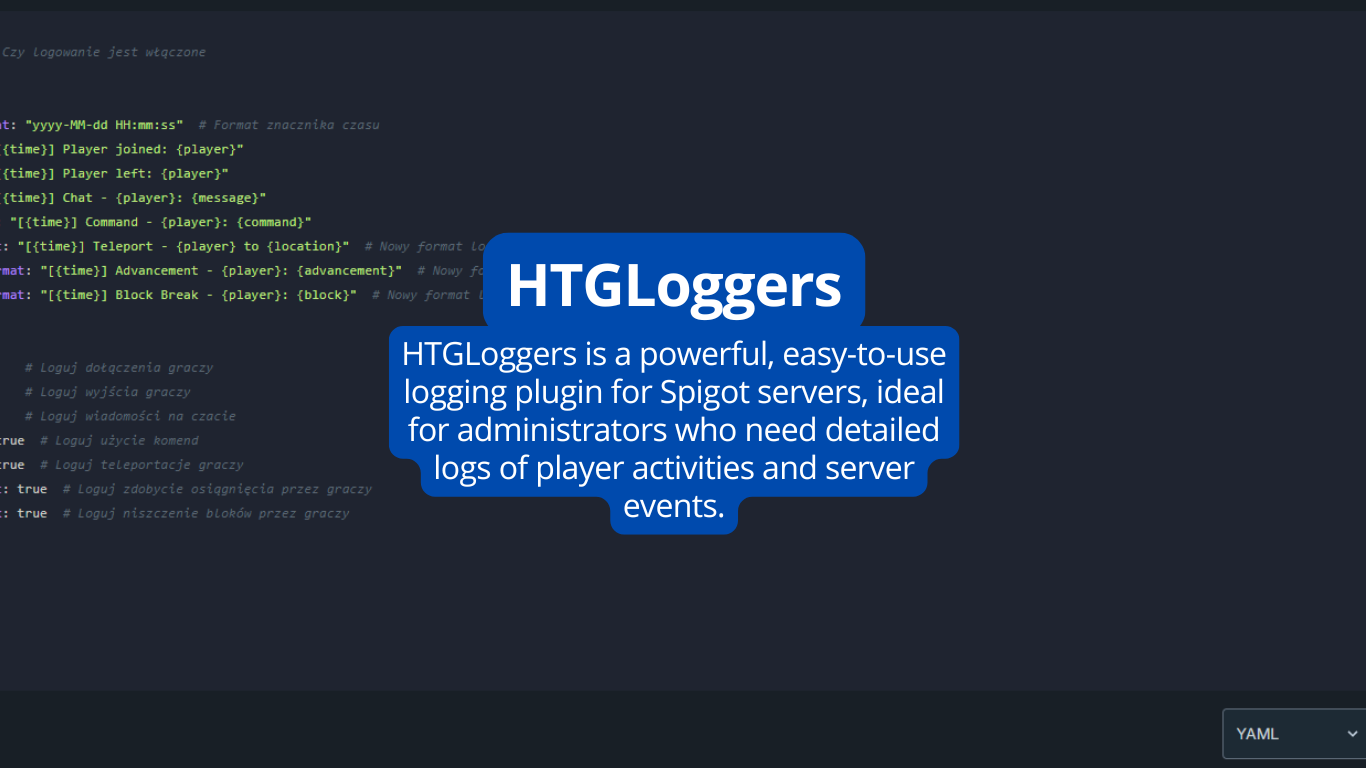 Czy logowanie jest włączone
at: "yyyy-MM-dd HH:mm:ss" # Format znacznika czasu
[{time}] Player joined: {player}"
[{time}] Player left: {player}"
[{time}] Chat - {player}: {message}"
"[{time}] Command - {player}: {command}"
: "[{time}] Teleport - {player} to {location}" # Nowy format lo
mat: "[{time}] Advancement - {player}: {advancement}" # Nowy fo
mat: "[{time}] Block Break - {player}: {block}" # Nowy format
HTGLoggers
HTGLoggers is a powerful, easy-to-use
logging plugin for Spigot servers, ideal
for administrators who need detailed
logs of player activities and server
events.
# Loguj dołączenia graczy
# Loguj wyjścia graczy
# Loguj wiadomości na czacie
true # Loguj użycie komend
true # Loguj teleportacje graczy
: true # Loguj zdobycie osiągnięcia przez graczy
: true # Loguj niszczenie bloków przez graczy
YAML